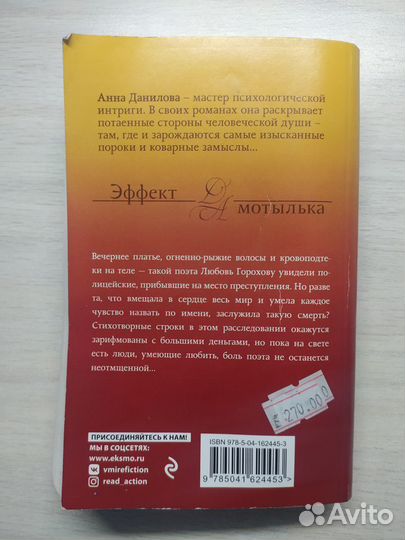 Анна Данилова – мастер психологической
интриги. В своих романах она раскрывает
потаенные стороны человеческой души –
там, где и зарождаются самые изысканные
пороки и коварные замыслы...
Эффект
ДА
мотылька
Вечернее платье, огненно-рыжие волосы и кровоподте-
ки на теле — такой поэта Любовь Горохову увидели по-
лицейские, прибывшие на место преступления. Но разве
та, что вмещала в сердце весь мир и умела каждое
чувство назвать по имени, заслужила такую смерть?
Стихотворные строки в этом расследовании окажутся
зарифмованы с большими деньгами, но пока на свете
есть люди, умеющие любить, боль поэта не останется
неотмщенной...
270.00
ПРИСОЕДИНЯЙТЕСЬ К НАМ!
МЫ В СОЦСЕТЯХ:
www.eksmo.ru
vmirefiction
read_action
ISBN 978-5-04-162445-3
9 785041 624453 >
Avito